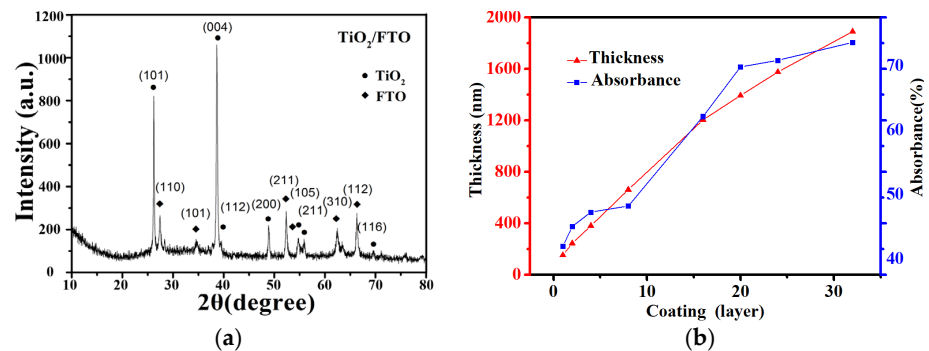 1200
1000
800
600
400
200
0
Intensity (a.u.)
(004)
TiO₂/FTO
(101)
TiO₂
FTO
(110)
(211)
(105)
(112)
(101)
(112)
(200)
(211)
(310)
(116)
10 20 30 40 50 60 70 80
2θ(degree)
(a)
2000
1600
1200
800
400
0
Thickness (nm)
Thickness
Absorbance
70
60
50
40
Absorbance(%)
0 10 20 30
Coating (layer)
(b)